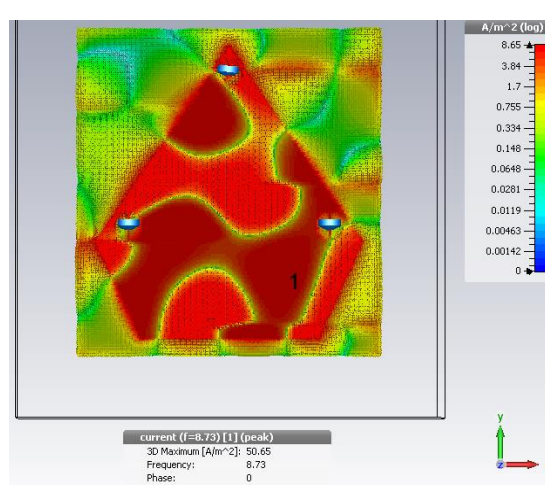 A/m^2 (log)
8.65
3.84
1.7
0.755
0.334
0.148
0.0648
0.0281
0.0119
0.00463
0.00142
0
1
y
z
current (f=8.73) [1] (peak)
3D Maximum [A/m^2]: 50.65
Frequency: 8.73
Phase: 0